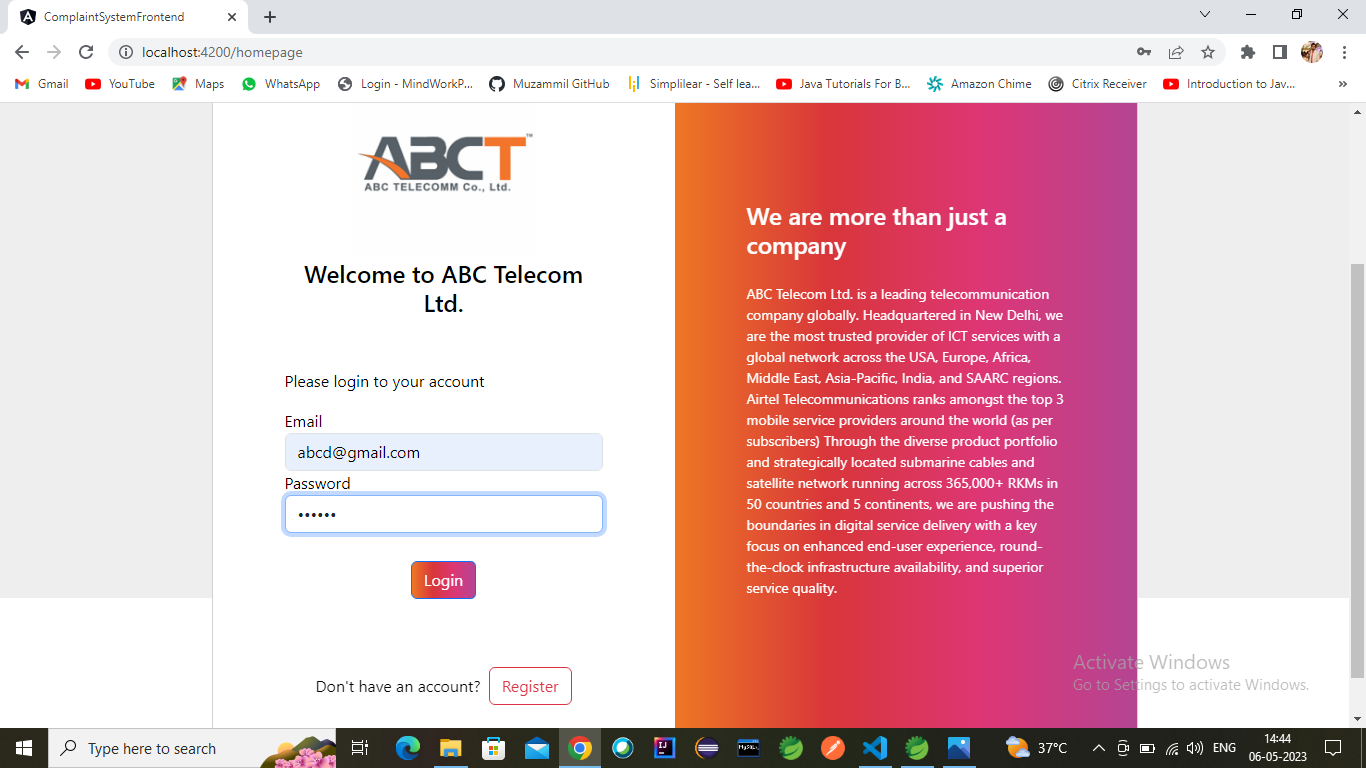 ComplaintSystemFrontend
localhost:4200/homepage
Gmail YouTube Maps WhatsApp Login - MindWorkP... Muzammil GitHub Simplilear - Self lea... Java Tutorials For B... Amazon Chime Citrix Receiver Introduction to Jav... »
ABCT™
ABC TELECOMM Co., Ltd.
Welcome to ABC Telecom
Ltd.
Please login to your account
Email
abcd@gmail.com
Password
••••••
Login
Don't have an account? Register
We are more than just a
company
ABC Telecom Ltd. is a leading telecommunication
company globally. Headquartered in New Delhi, we
are the most trusted provider of ICT services with a
global network across the USA, Europe, Africa,
Middle East, Asia-Pacific, India, and SAARC regions.
Airtel Telecommunications ranks amongst the top 3
mobile service providers around the world (as per
subscribers) Through the diverse product portfolio
and strategically located submarine cables and
satellite network running across 365,000+ RKMs in
50 countries and 5 continents, we are pushing the
boundaries in digital service delivery with a key
focus on enhanced end-user experience, round-
the-clock infrastructure availability, and superior
service quality.
Activate Windows
Go to Settings to activate Windows.
Type here to search
IJ
MySQL
37°C
ENG
14:44
06-05-2023